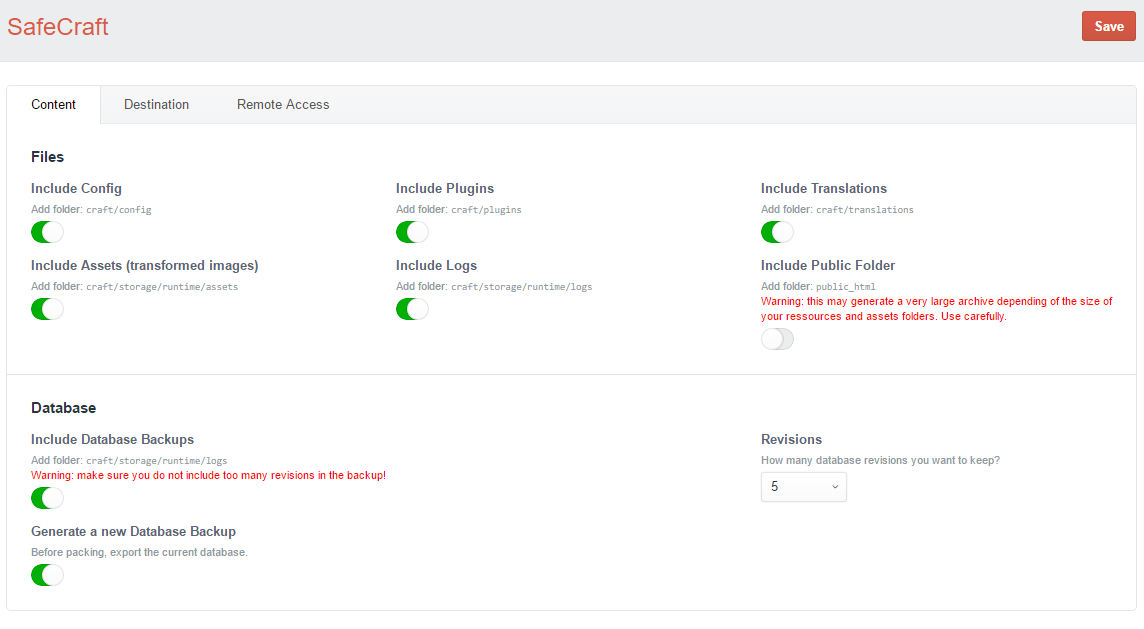 SafeCraft
Save
Content
Destination
Remote Access
Files
Include Config
Add folder: craft/config
Include Plugins
Add folder: craft/plugins
Include Translations
Add folder: craft/translations
Include Assets (transformed images)
Add folder: craft/storage/runtime/assets
Include Logs
Add folder: craft/storage/runtime/logs
Include Public Folder
Add folder: public_html
Warning: this may generate a very large archive depending of the size of
your ressources and assets folders. Use carefully.
Database
Include Database Backups
Add folder: craft/storage/runtime/logs
Warning: make sure you do not include too many revisions in the backup!
Revisions
How many database revisions you want to keep?
5
Generate a new Database Backup
Before packing, export the current database.